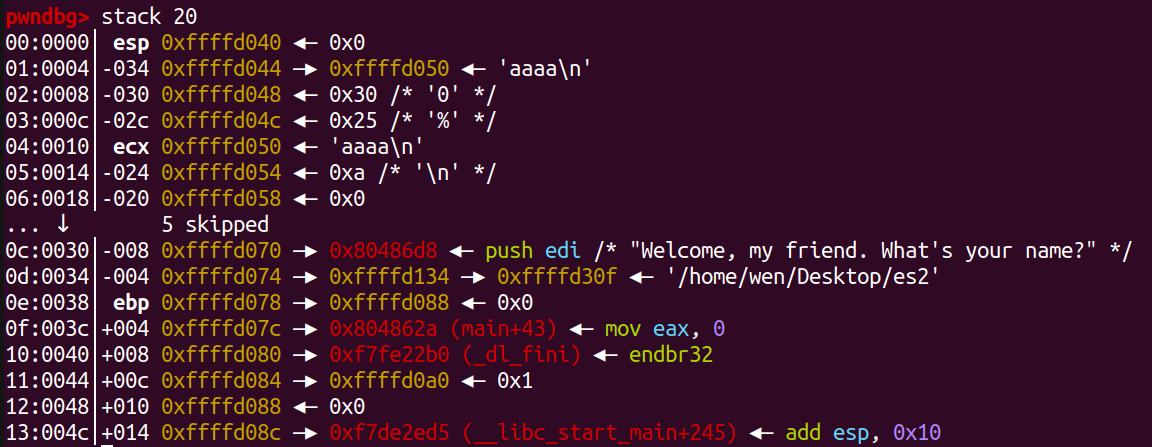 pwndbg> stack 20
00:0000│ esp 0xffffd040 ◂— 0x0
01:0004│-034 0xffffd044 —▸ 0xffffd050 ◂— 'aaaa\n'
02:0008│-030 0xffffd048 ◂— 0x30 /* '0' */
03:000c│-02c 0xffffd04c ◂— 0x25 /* '%' */
04:0010│ ecx 0xffffd050 ◂— 'aaaa\n'
05:0014│-024 0xffffd054 ◂— 0xa /* '\n' */
06:0018│-020 0xffffd058 ◂— 0x0
... ↓ 5 skipped
0c:0030│-008 0xffffd070 —▸ 0x80486d8 ◂— push edi /* "Welcome, my friend. What's your name?" */
0d:0034│-004 0xffffd074 —▸ 0xffffd134 —▸ 0xffffd30f ◂— '/home/wen/Desktop/es2'
0e:0038│ ebp 0xffffd078 —▸ 0xffffd088 ◂— 0x0
0f:003c│+004 0xffffd07c —▸ 0x804862a (main+43) ◂— mov eax, 0
10:0040│+008 0xffffd080 —▸ 0xf7fe22b0 (_dl_fini) ◂— endbr32
11:0044│+00c 0xffffd084 —▸ 0xffffd0a0 ◂— 0x1
12:0048│+010 0xffffd088 ◂— 0x0
13:004c│+014 0xffffd08c —▸ 0xf7de2ed5 (__libc_start_main+245) ◂— add esp, 0x10